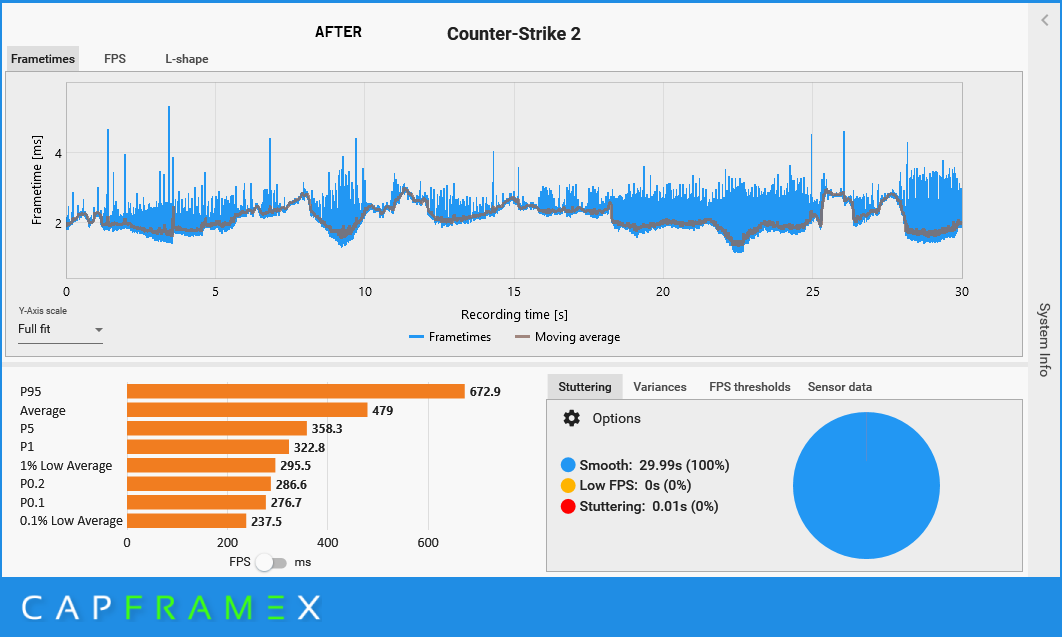 AFTER
Counter-Strike 2
Frametimes FPS L-shape
Frametime [ms]
4
2
0 5 10 15 20 25 30
Recording time [s]
Y-Axis scale
Full fit
Frametimes Moving average
System Info
P95 672.9
Average 479
P5 358.3
P1 322.8
1% Low Average 295.5
P0.2 286.6
P0.1 276.7
0.1% Low Average 237.5
0 200 400 600
FPS ms
Stuttering Variances FPS thresholds Sensor data
Options
Smooth: 29.99s (100%)
Low FPS: 0s (0%)
Stuttering: 0.01s (0%)
CAPFRAMEX